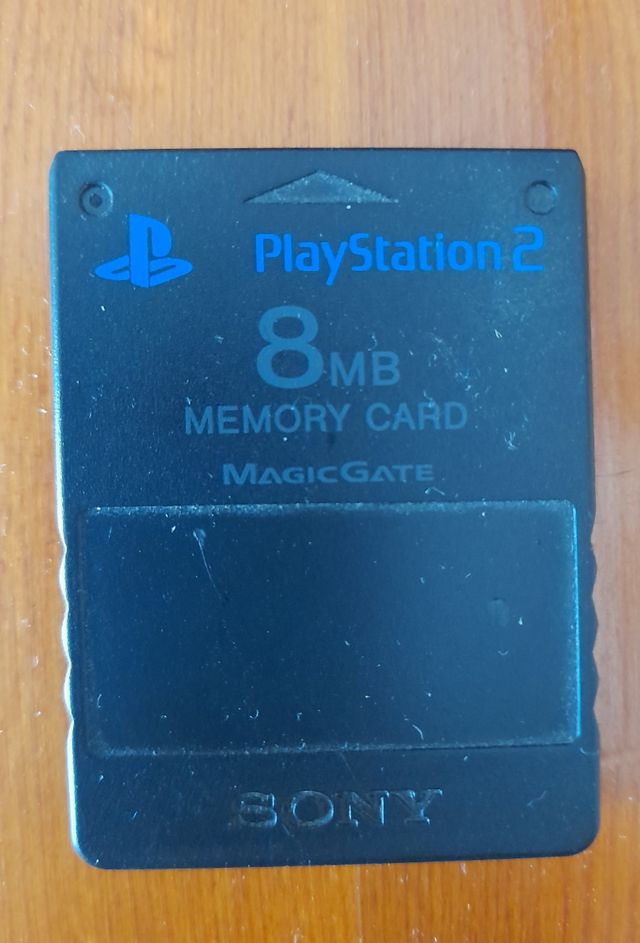 PlayStation 2
8MB
MEMORY CARD
MAGICGATE
SONY